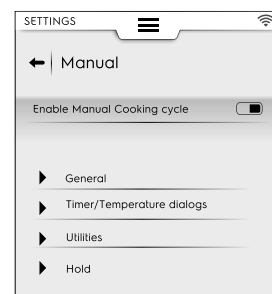 SETTINGS
Manual
Enable Manual Cooking cycle
General
Timer/Temperature dialogs
Utilities
Hold